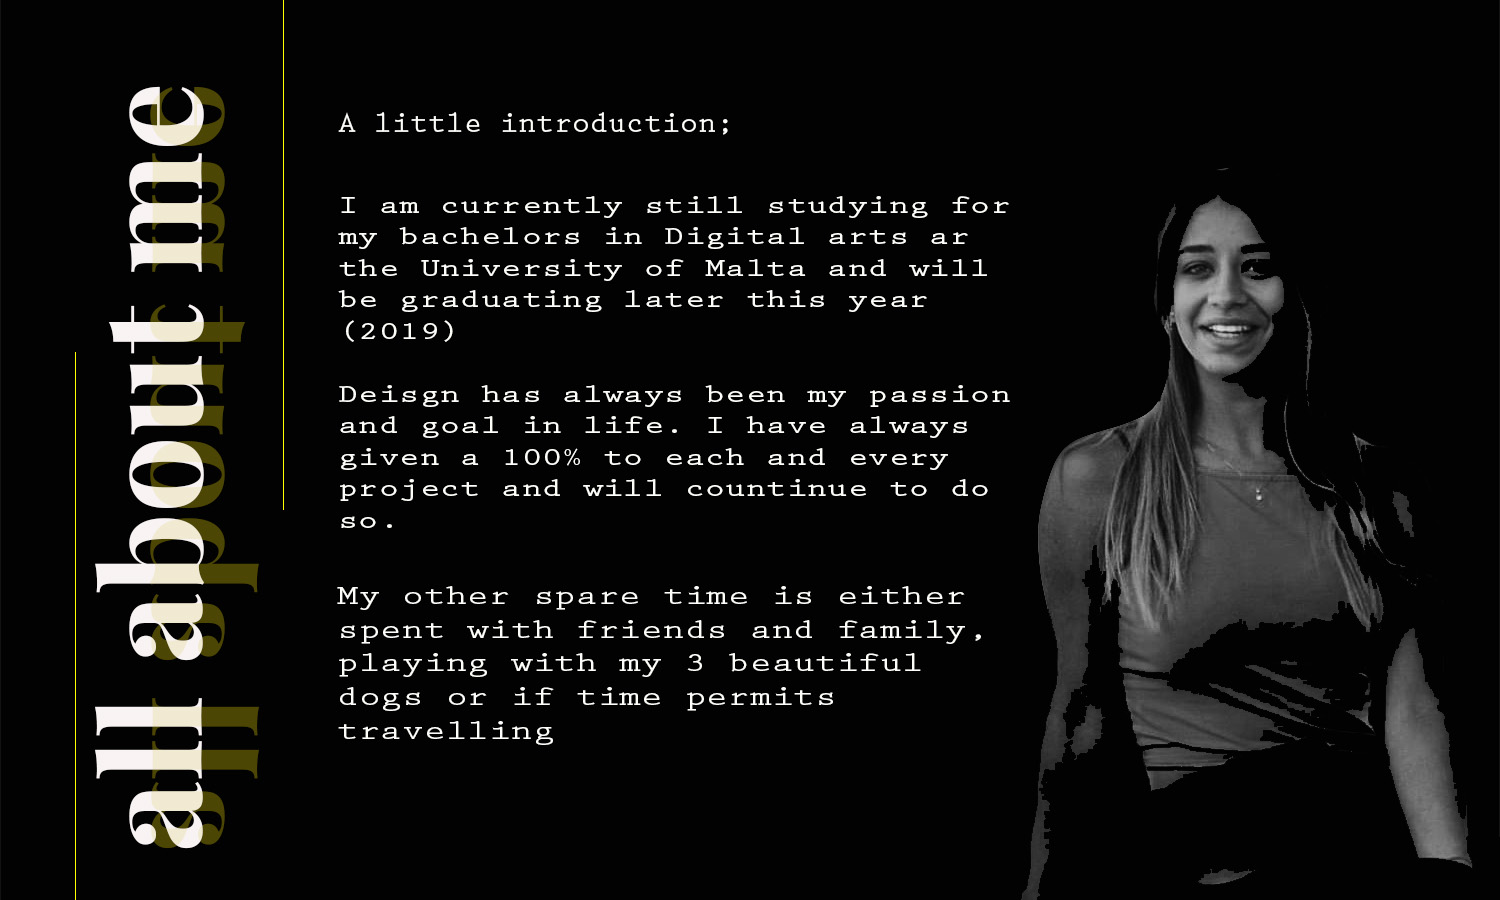 all about me
A little introduction;
I am currently still studying for
my bachelors in Digital arts ar
the University of Malta and will
be graduating later this year
(2019)
Deisgn has always been my passion
and goal in life. I have always
given a 100% to each and every
project and will countinue to do
so.
My other spare time is either
spent with friends and family,
playing with my 3 beautiful
dogs or if time permits
travelling